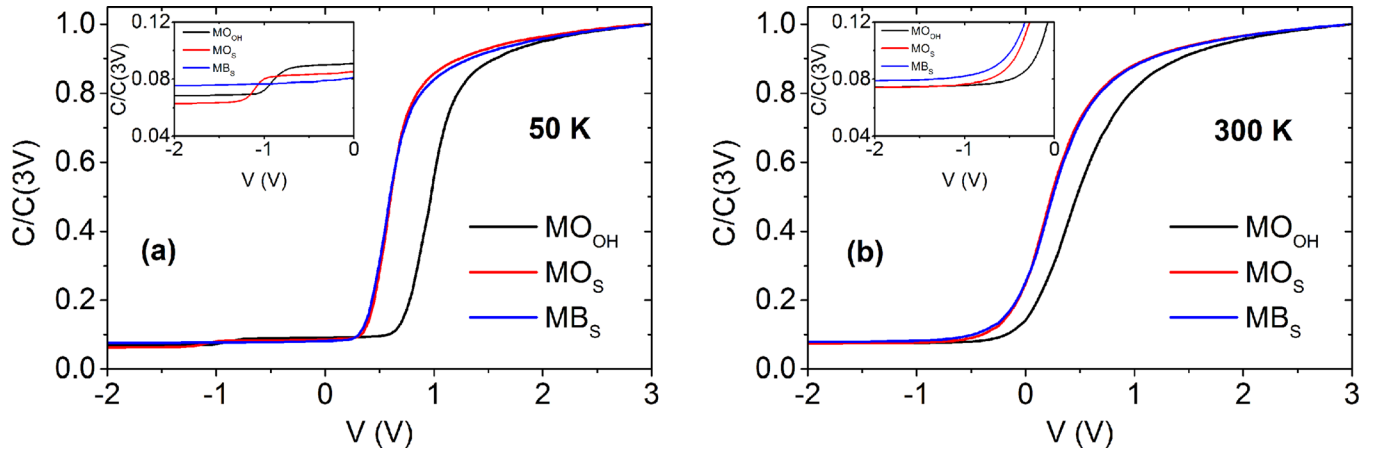 1.0
0.8
0.6
0.4
0.2
0.0
C/C(3V)
-2
-1
0
1
2
3
V (V)
0.12
0.08
0.04
C/C(3V)
-2
-1
0
V (V)
MO_OH
MO_S
MB_S
50 K
(a)
MO_OH
MO_S
MB_S
1.0
0.8
0.6
0.4
0.2
0.0
C/C(3V)
-2
-1
0
1
2
3
V (V)
0.12
0.08
0.04
C/C(3V)
-2
-1
0
V (V)
MO_OH
MO_S
MB_S
300 K
(b)
MO_OH
MO_S
MB_S